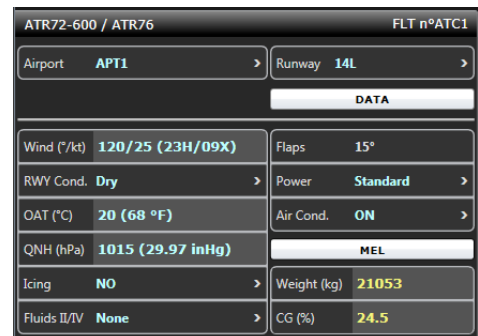 ATR72-600 / ATR76 FLT nºATC1
Airport APT1 > Runway 14L >
DATA
Wind (°/kt) 120/25 (23H/09X) Flaps 15°
RWY Cond. Dry > Power Standard >
OAT (°C) 20 (68 °F) Air Cond. ON >
QNH (hPa) 1015 (29.97 inHg) MEL
Icing NO > Weight (kg) 21053
Fluids II/IV None > CG (%) 24.5